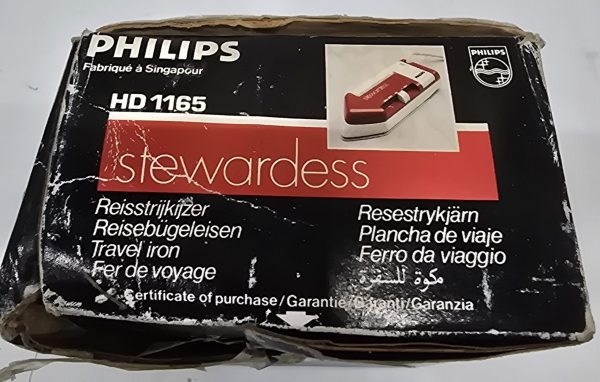 PHILIPS
Fabriqué à Singapour
PHILIPS
HD 1165
stewardess
Reisstrijkijzer
Reisebügeleisen
Travel iron
Fer de voyage
Resestrykjärn
Plancha de viaje
Ferro da viaggio
مكوة للسفرة
Certificate of purchase/Garantie/Garanti/Garanzia